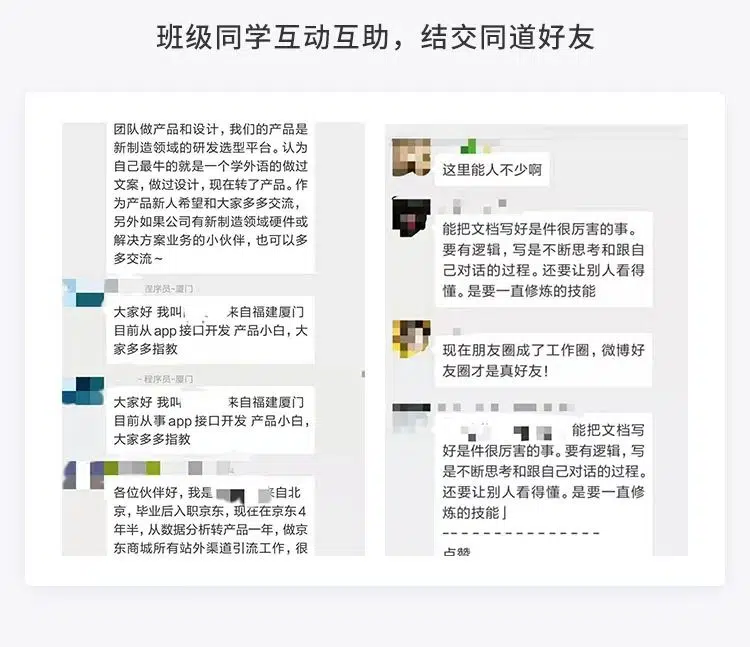 班级同学互动互助，结交同道好友
团队做产品和设计，我们的产品是
新制造领域的研发选型平台。认为
自己最牛的就是一个学外语的做过
文案，做过设计，现在转了产品。作
为产品新人希望和大家多多交流，
另外如果公司有新制造领域硬件或
解决方案业务的小伙伴，也可以多
多交流～
程序员-厦门
大家好 我叫 来自福建厦门
目前从app接口开发 产品小白，大
家多多指教
-程序员-厦门
大家好 我叫 来自福建厦门
目前从事app接口开发 产品小白，
大家多多指教
各位伙伴好，我是 来自北
京，毕业后入职京东，现在在京东4
年半，从数据分析转产品一年，做京
东商城所有站外渠道引流工作，很
这里能人不少啊
能把文档写好是件很厉害的事。
要有逻辑，写是不断思考和跟自
己对话的过程。还要让别人看得
懂。是要一直修炼的技能
现在朋友圈成了工作圈，微博好
友圈才是真好友！
能把文档写
好是件很厉害的事。要有逻辑，写
是不断思考和跟自己对话的过程。
还要让别人看得懂。是要一直修
炼的技能」
- - - - - - - - - - - - - - -
点赞